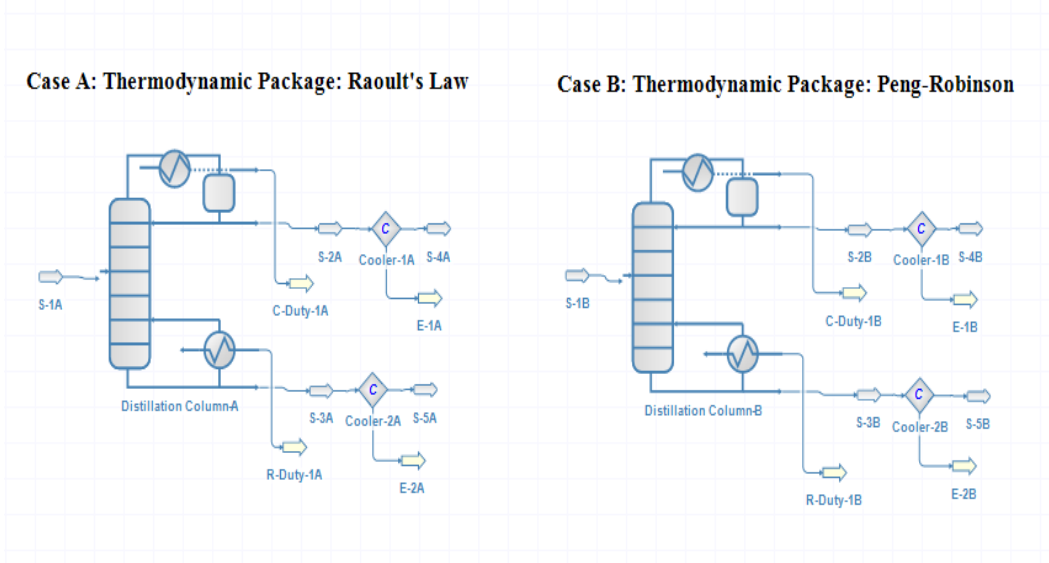 Case A: Thermodynamic Package: Raoult's Law
S-1A
S-2A
C
Cooler-1A
S-4A
C-Duty-1A
E-1A
Distillation Column-A
S-3A
C
Cooler-2A
S-5A
R-Duty-1A
E-2A
Case B: Thermodynamic Package: Peng-Robinson
S-1B
S-2B
C
Cooler-1B
S-4B
C-Duty-1B
E-1B
Distillation Column-B
S-3B
C
Cooler-2B
S-5B
R-Duty-1B
E-2B